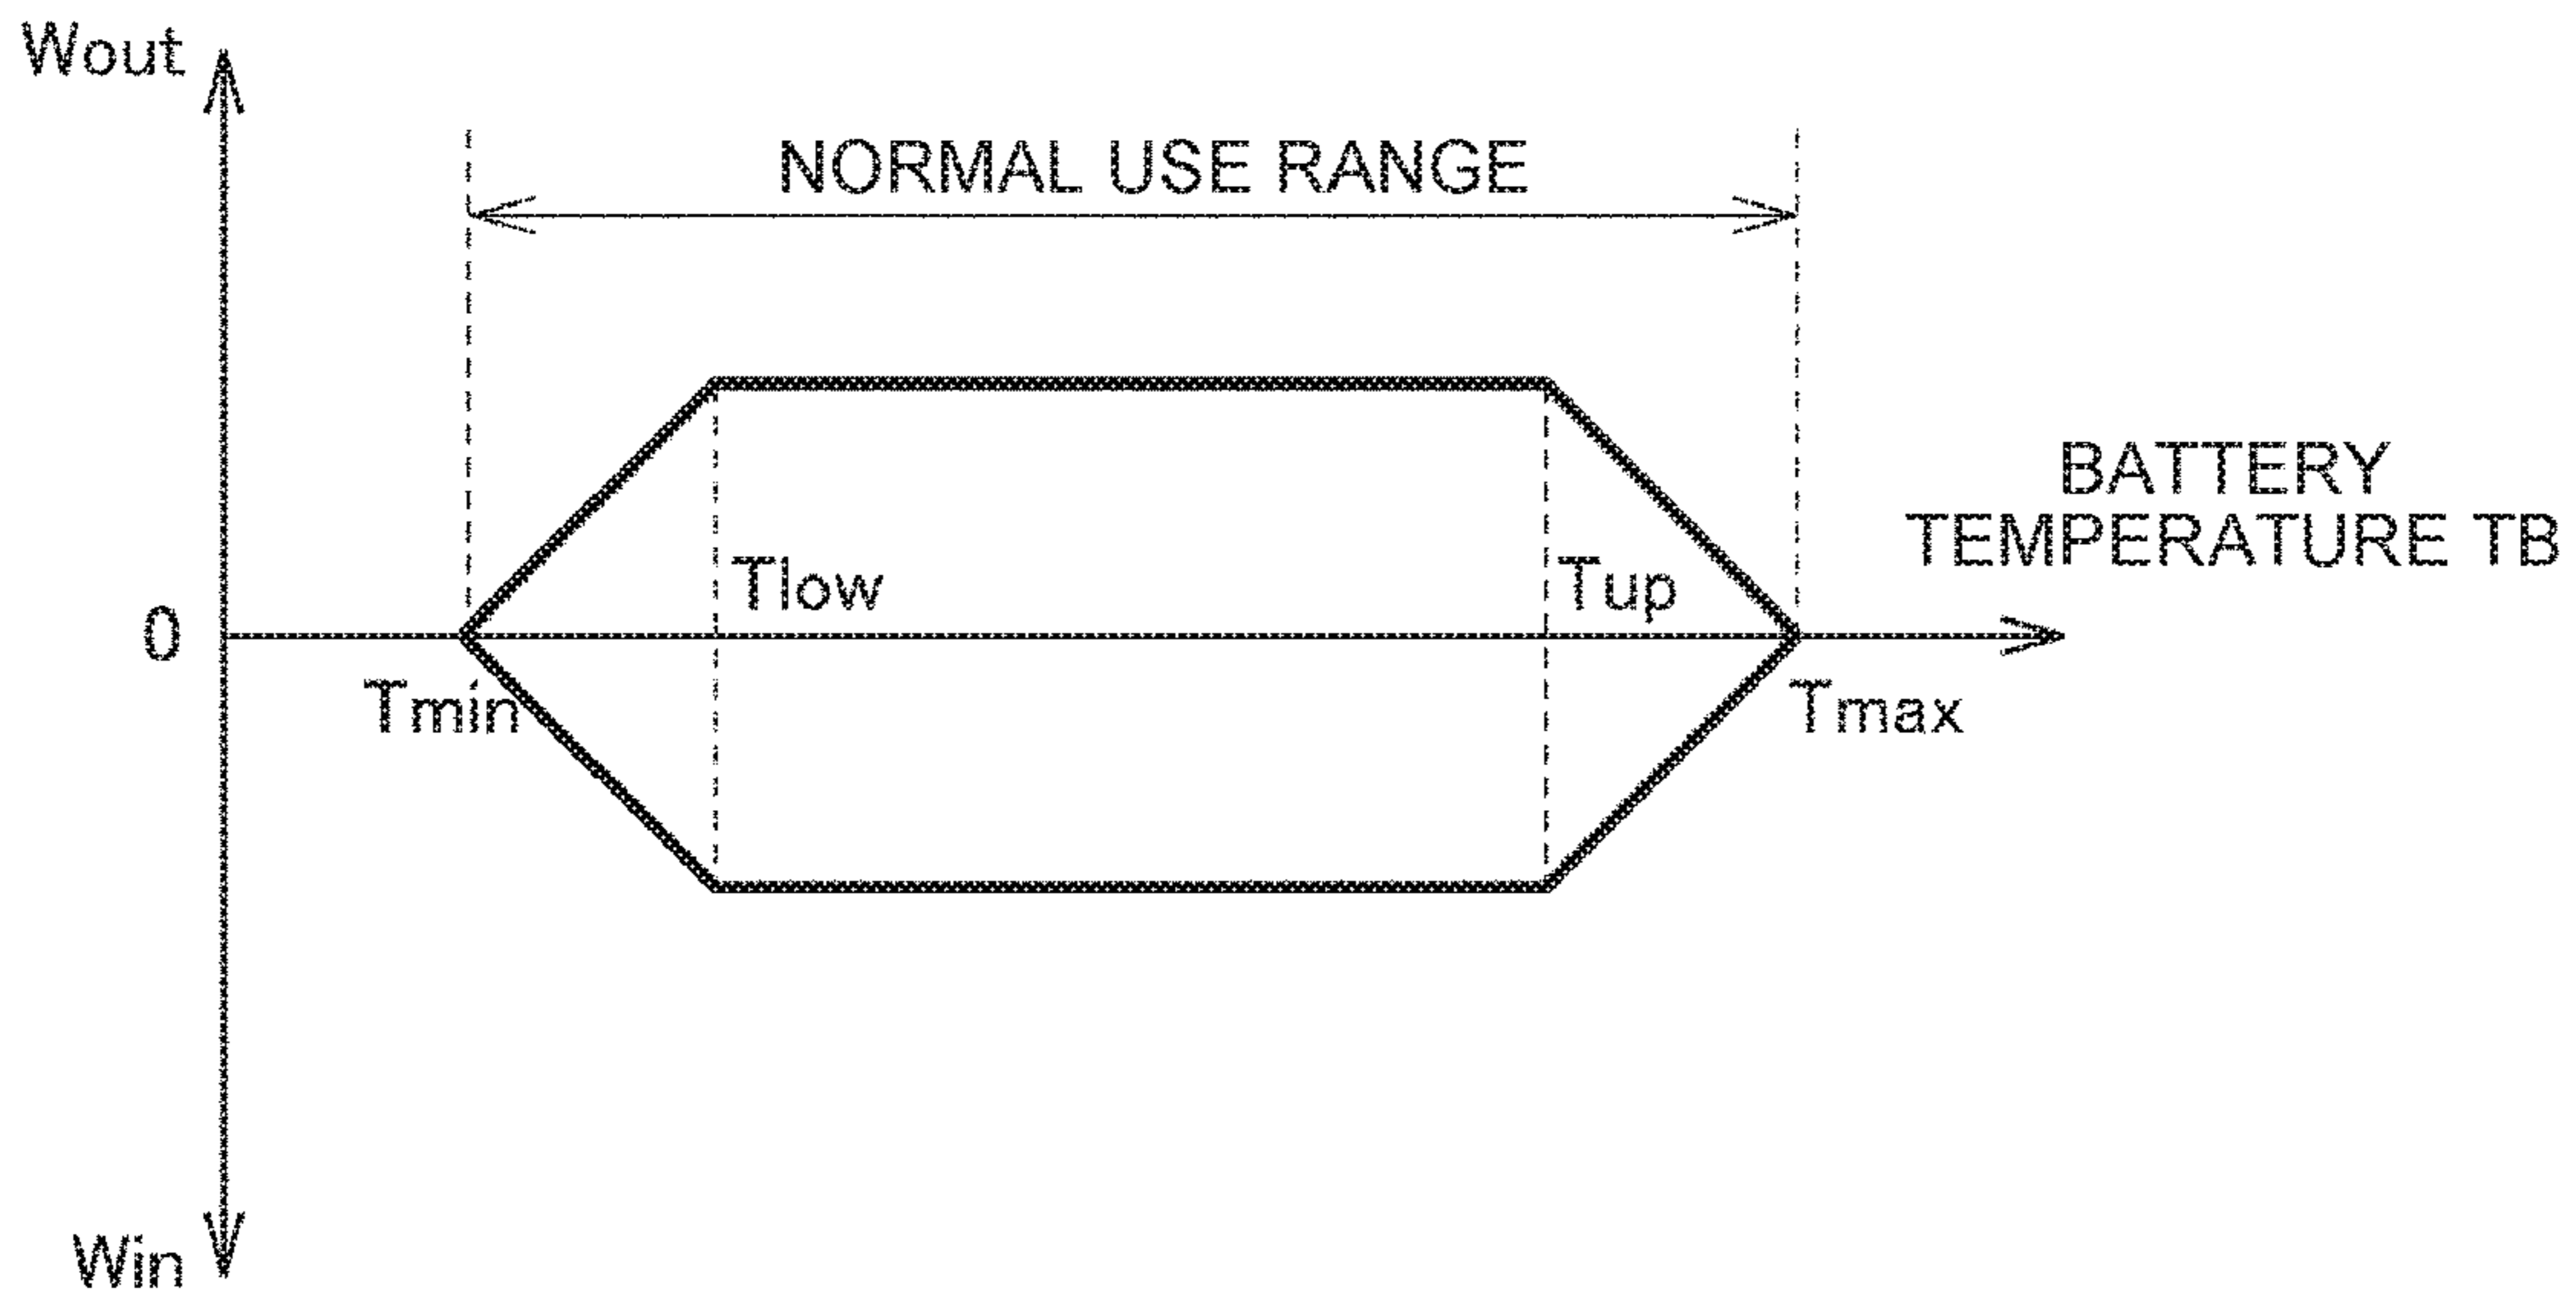 Wout
NORMAL USE RANGE
BATTERY
TEMPERATURE TB
Tlow
Tup
0
Tmin
Tmax
Win